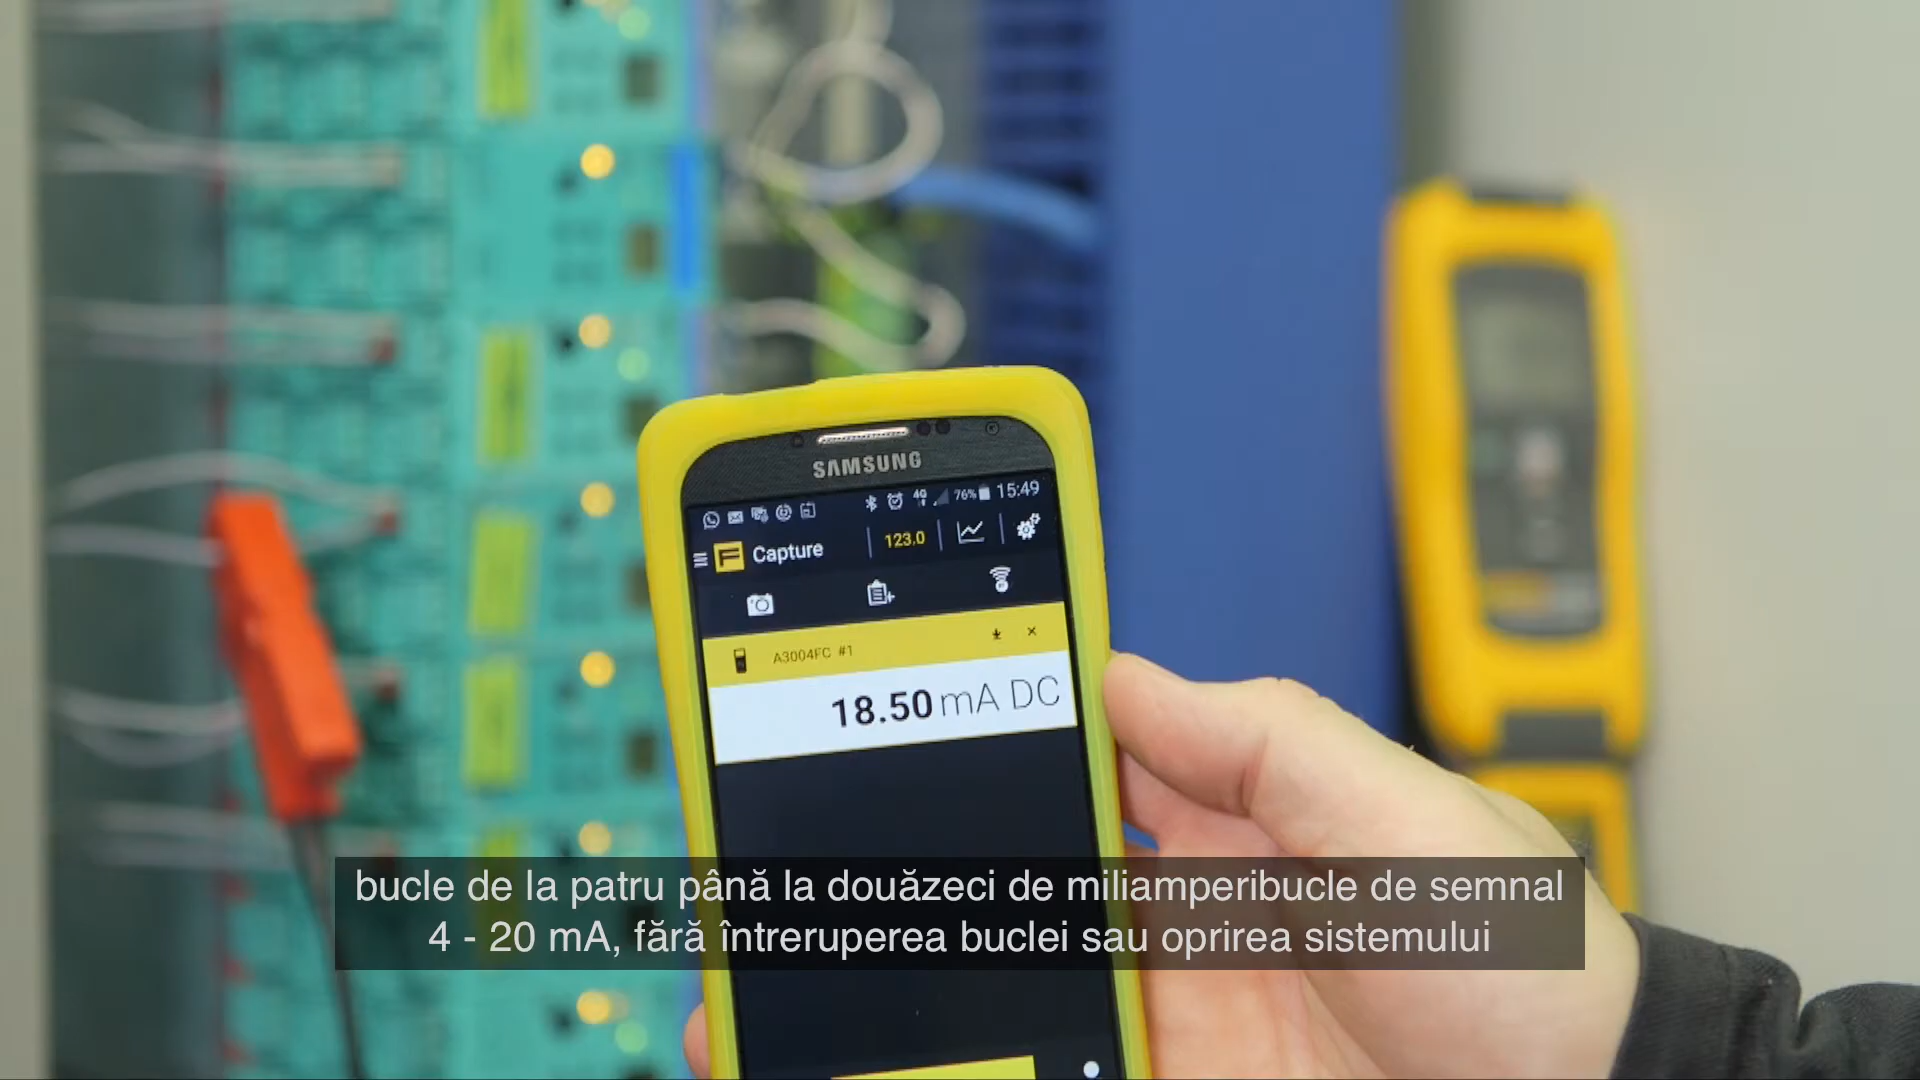 SAMSUNG
4G 76% 15:49
Capture 123.0
A3004FC #1
18.50 mA DC
bucle de la patru până la douăzeci de miliamperibucle de semnal
4 - 20 mA, fără întreruperea buclei sau oprirea sistemului